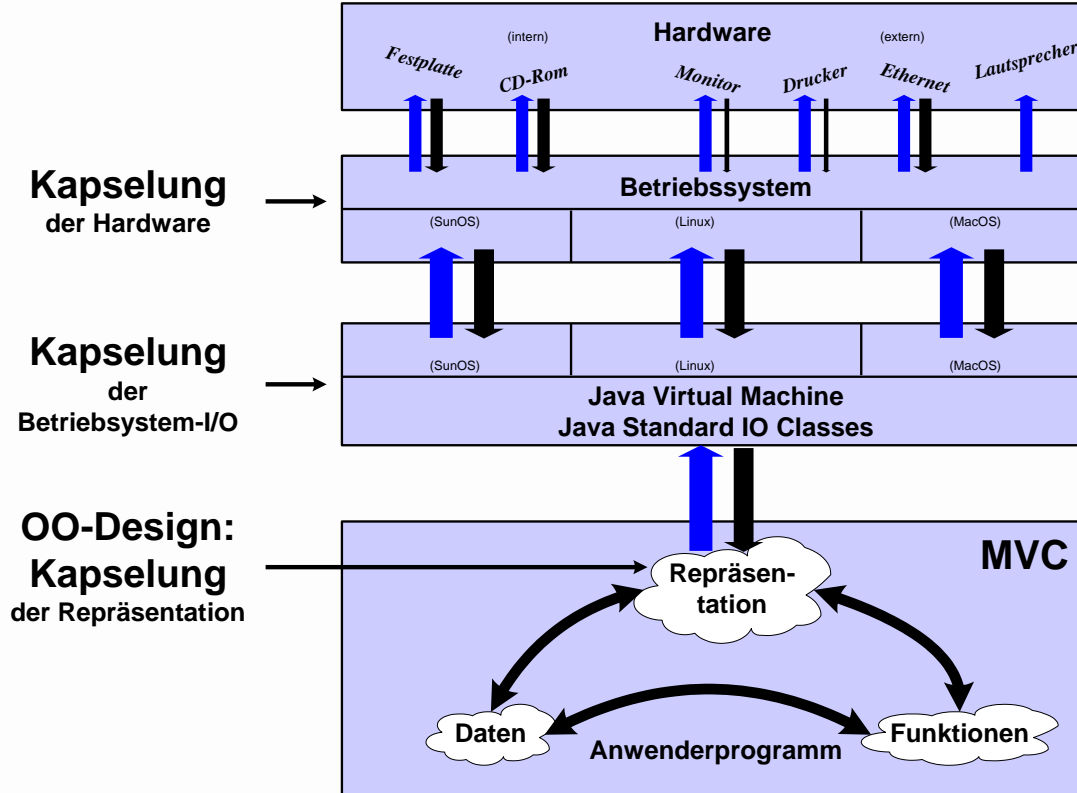 Hardware
(intern)
(extern)
Festplatte
CD-Rom
Monitor
Drucker
Ethernet
Lautsprecher
Kapselung
der Hardware
Betriebssystem
(SunOS)
(Linux)
(MacOS)
Kapselung
der
Betriebsystem-I/O
(SunOS)
(Linux)
(MacOS)
Java Virtual Machine
Java Standard IO Classes
OO-Design:
Kapselung
der Repräsentation
MVC
Repräsen-
tation
Daten
Funktionen
Anwenderprogramm